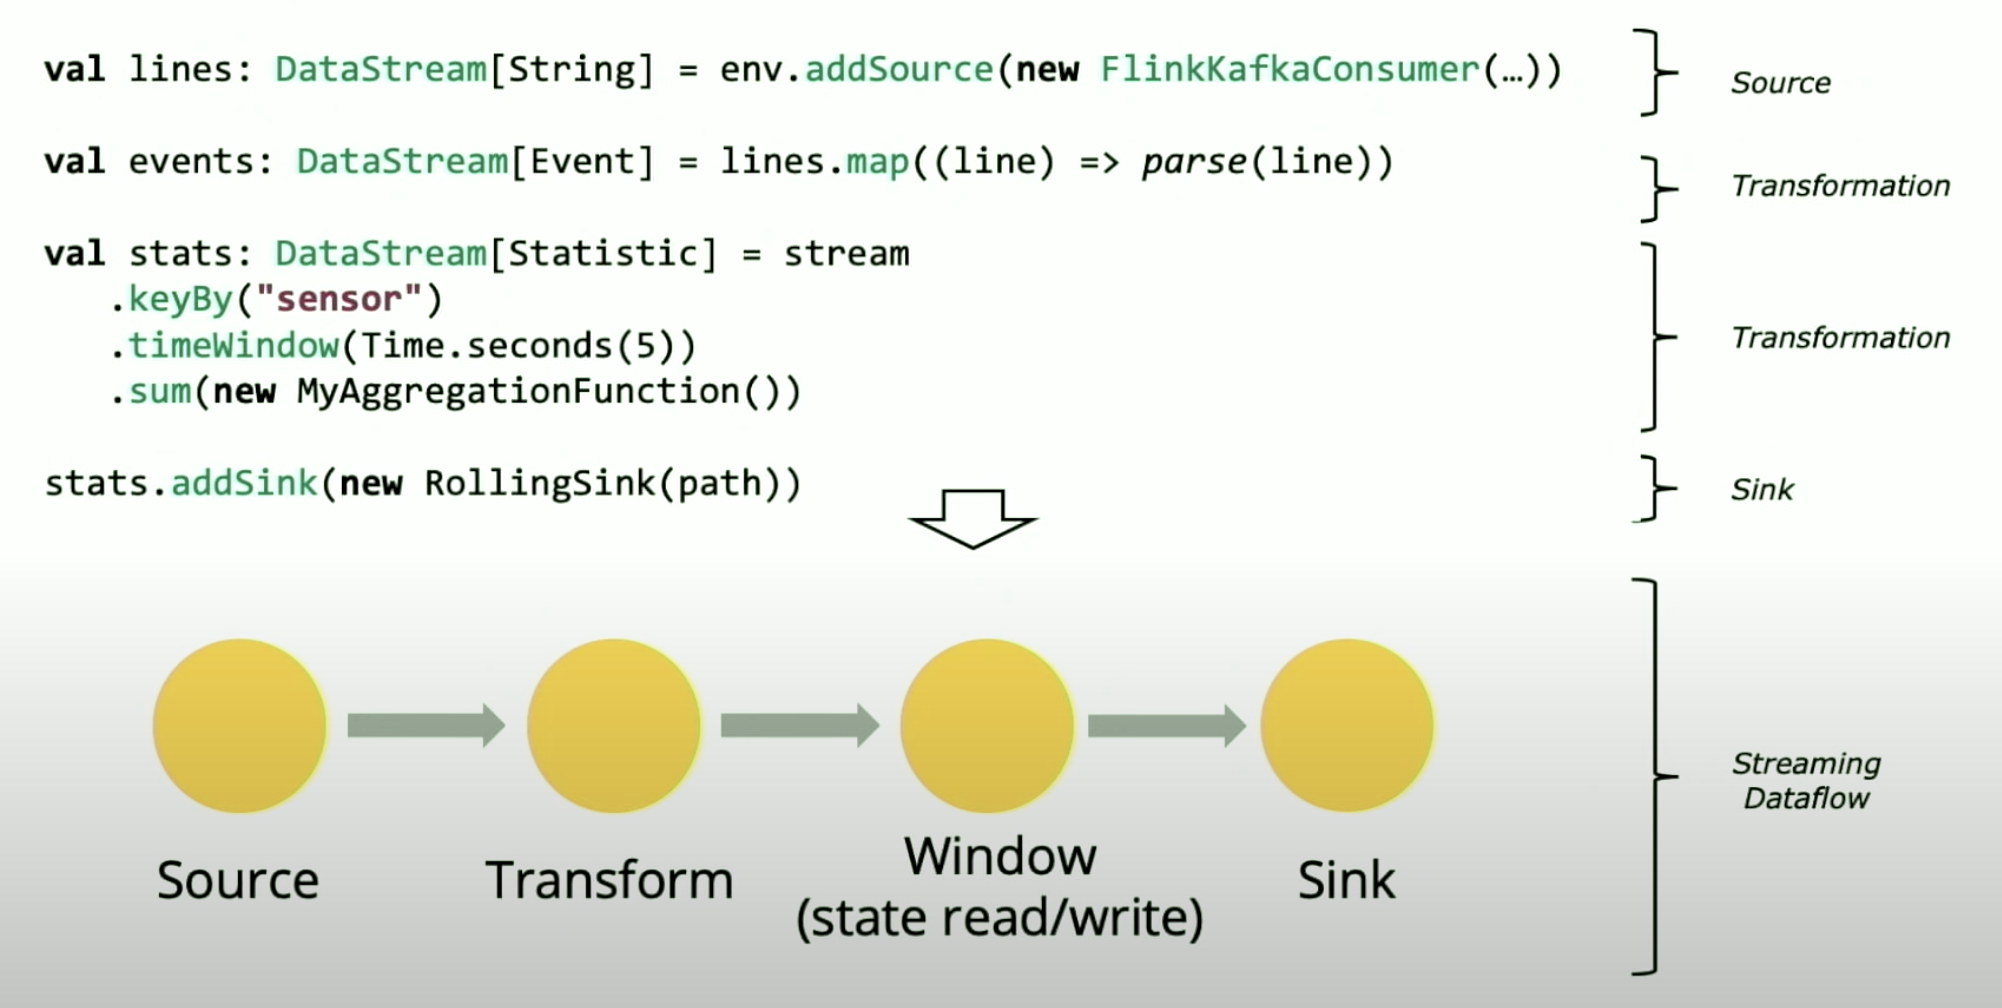 val lines: DataStream[String] = env.addSource(new FlinkKafkaConsumer(…))
Source
val events: DataStream[Event] = lines.map((line) => parse(line))
Transformation
val stats: DataStream[Statistic] = stream
.keyBy("sensor")
.timeWindow(Time.seconds(5))
.sum(new MyAggregationFunction())
Transformation
stats.addSink(new RollingSink(path))
Sink
Source
Transform
Window
(state read/write)
Sink
Streaming
Dataflow